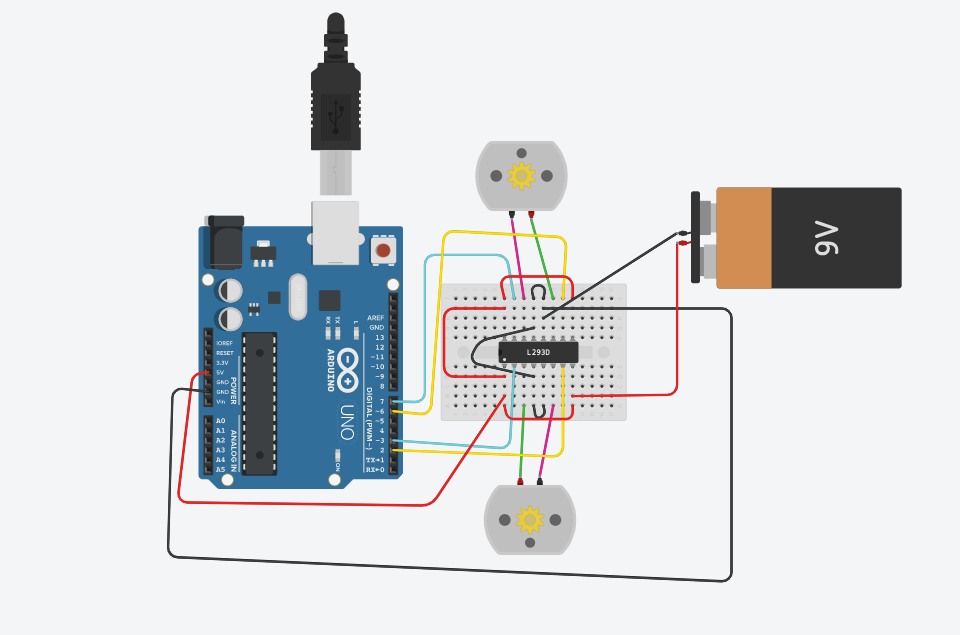 9V
AREF
GND
13
12
~11
~10
~9
8
7
~6
~5
4
~3
2
TX→1
RX←0
DIGITAL (PWM~)
IOREF
RESET
3.3V
5V
GND
GND
Vin
POWER
A0
A1
A2
A3
A4
A5
ANALOG IN
RX
TX
L
ARDUINO
UNO
ON
L293D